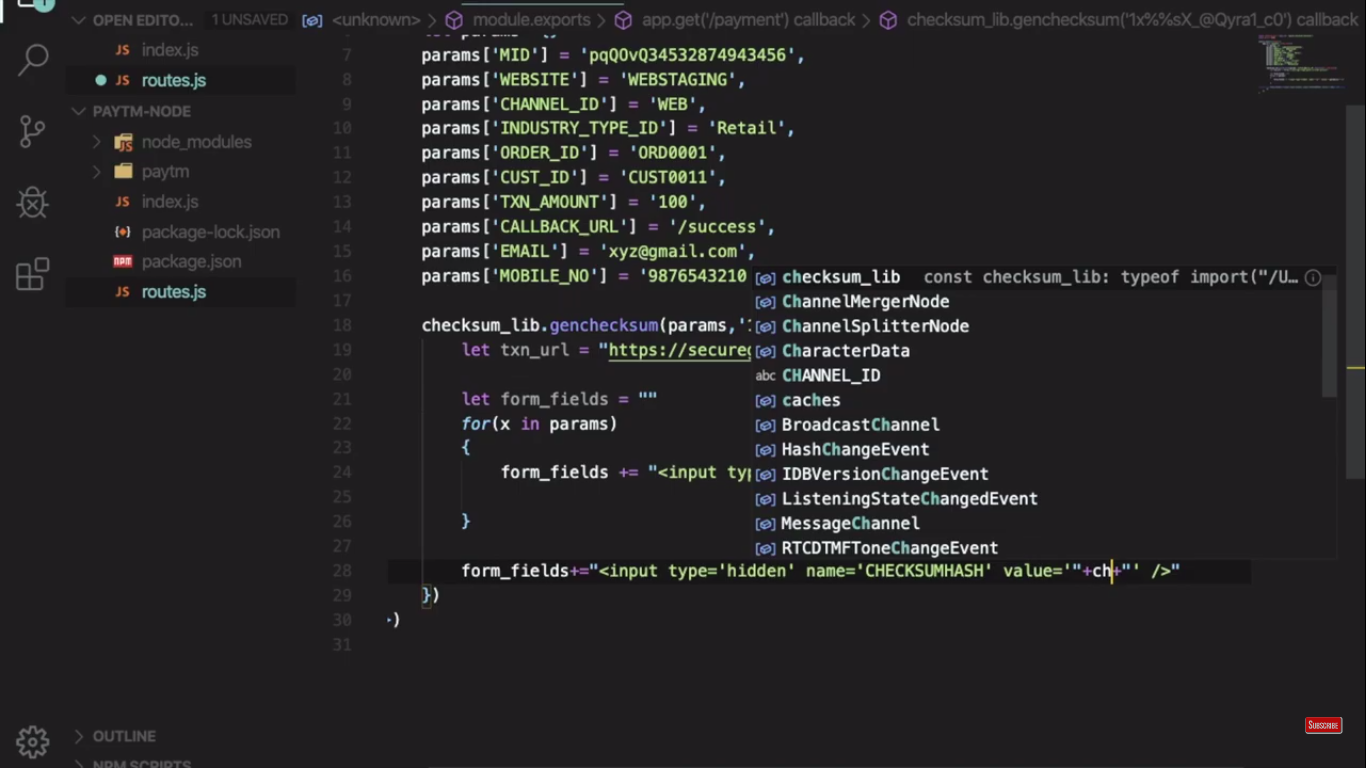 OPEN EDITO... 1 UNSAVED
JS index.js
JS routes.js
PAYTM-NODE
node_modules
paytm
JS index.js
package-lock.json
npm package.json
JS routes.js
OUTLINE
NPM SCRIPTS
<unknown> > module.exports > app.get('/payment') callback > checksum_lib.genchecksum('1x%%sX_@Qyra1_c0') callback
7 params['MID'] = 'pqQOvQ34532874943456',
8 params['WEBSITE'] = 'WEBSTAGING',
9 params['CHANNEL_ID'] = 'WEB',
10 params['INDUSTRY_TYPE_ID'] = 'Retail',
11 params['ORDER_ID'] = 'ORD0001',
12 params['CUST_ID'] = 'CUST0011',
13 params['TXN_AMOUNT'] = '100',
14 params['CALLBACK_URL'] = '/success',
15 params['EMAIL'] = 'xyz@gmail.com',
16 params['MOBILE_NO'] = '9876543210
17
18 checksum_lib.genchecksum(params,'
19 let txn_url = "https://secure
20
21 let form_fields = ""
22 for(x in params)
23 {
24 form_fields += "<input typ
25
26 }
27
28 form_fields+="<input type='hidden' name='CHECKSUMHASH' value='"+ch+"' />"
29 })
30 )
31
checksum_lib const checksum_lib: typeof import("/U...
ChannelMergerNode
ChannelSplitterNode
CharacterData
abc CHANNEL_ID
caches
BroadcastChannel
HashChangeEvent
IDBVersionChangeEvent
ListeningStateChangedEvent
MessageChannel
RTCDTMFToneChangeEvent
SUBSCRIBE